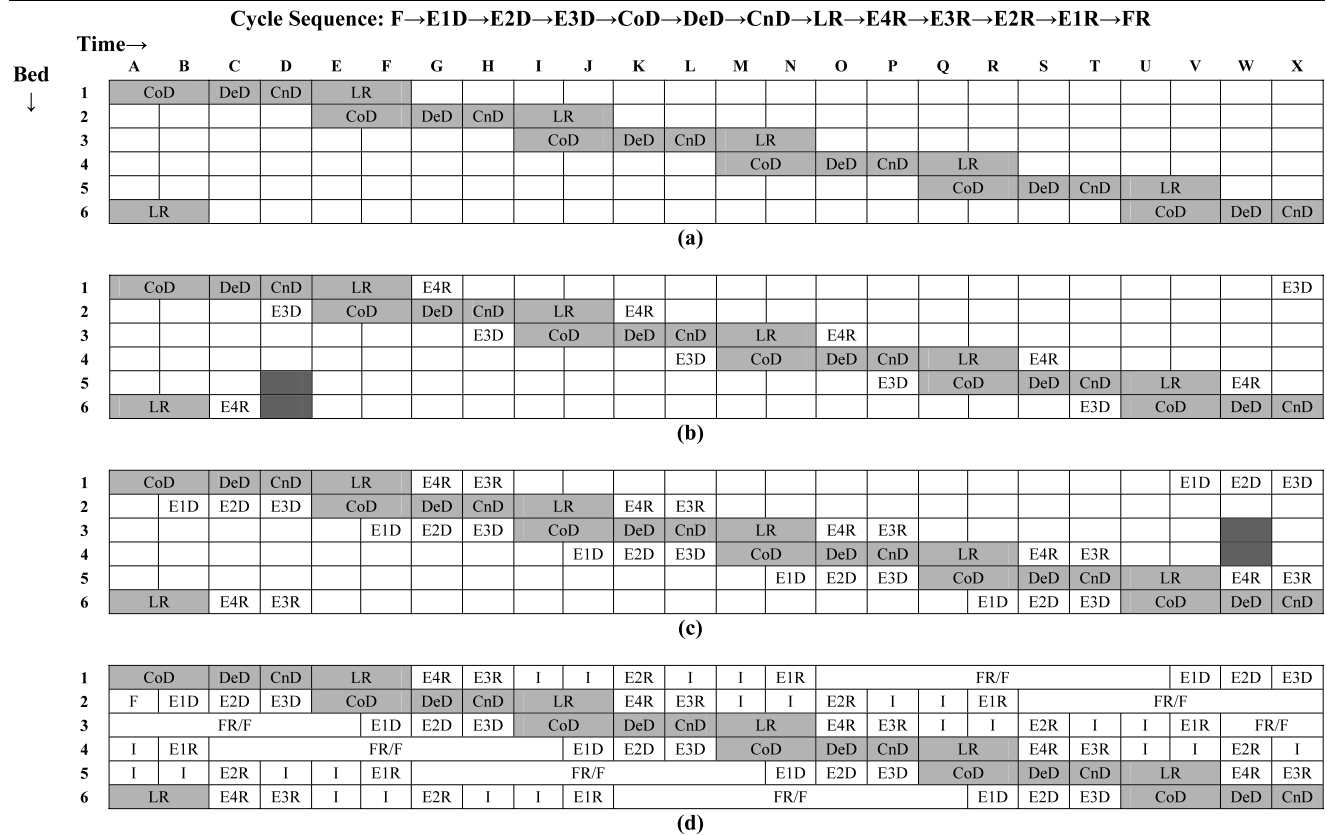 Cycle Sequence: F→E1D→E2D→E3D→CoD→DeD→CnD→LR→E4R→E3R→E2R→E1R→FR
Time→
Bed ↓
A B C D E F G H I J K L M N O P Q R S T U V W X
1 CoD DeD CnD LR
2 CoD DeD CnD LR
3 CoD DeD CnD LR
4 CoD DeD CnD LR
5 CoD DeD CnD LR
6 LR CoD DeD CnD
(a)
1 CoD DeD CnD LR E4R E3D
2 E3D CoD DeD CnD LR E4R
3 E3D CoD DeD CnD LR E4R
4 E3D CoD DeD CnD LR E4R
5 E3D CoD DeD CnD LR E4R
6 LR E4R E3D CoD DeD CnD
(b)
1 CoD DeD CnD LR E4R E3R E1D E2D E3D
2 E1D E2D E3D CoD DeD CnD LR E4R E3R
3 E1D E2D E3D CoD DeD CnD LR E4R E3R
4 E1D E2D E3D CoD DeD CnD LR E4R E3R
5 E1D E2D E3D CoD DeD CnD LR E4R E3R
6 LR E4R E3R E1D E2D E3D CoD DeD CnD
(c)
1 CoD DeD CnD LR E4R E3R I I E2R I I E1R FR/F E1D E2D E3D
2 F E1D E2D E3D CoD DeD CnD LR E4R E3R I I E2R I I E1R FR/F
3 FR/F E1D E2D E3D CoD DeD CnD LR E4R E3R I I E2R I I E1R FR/F
4 I E1R FR/F E1D E2D E3D CoD DeD CnD LR E4R E3R I I E2R I
5 I I E2R I I E1R FR/F E1D E2D E3D CoD DeD CnD LR E4R E3R
6 LR E4R E3R I I E2R I I E1R FR/F E1D E2D E3D CoD DeD CnD
(d)